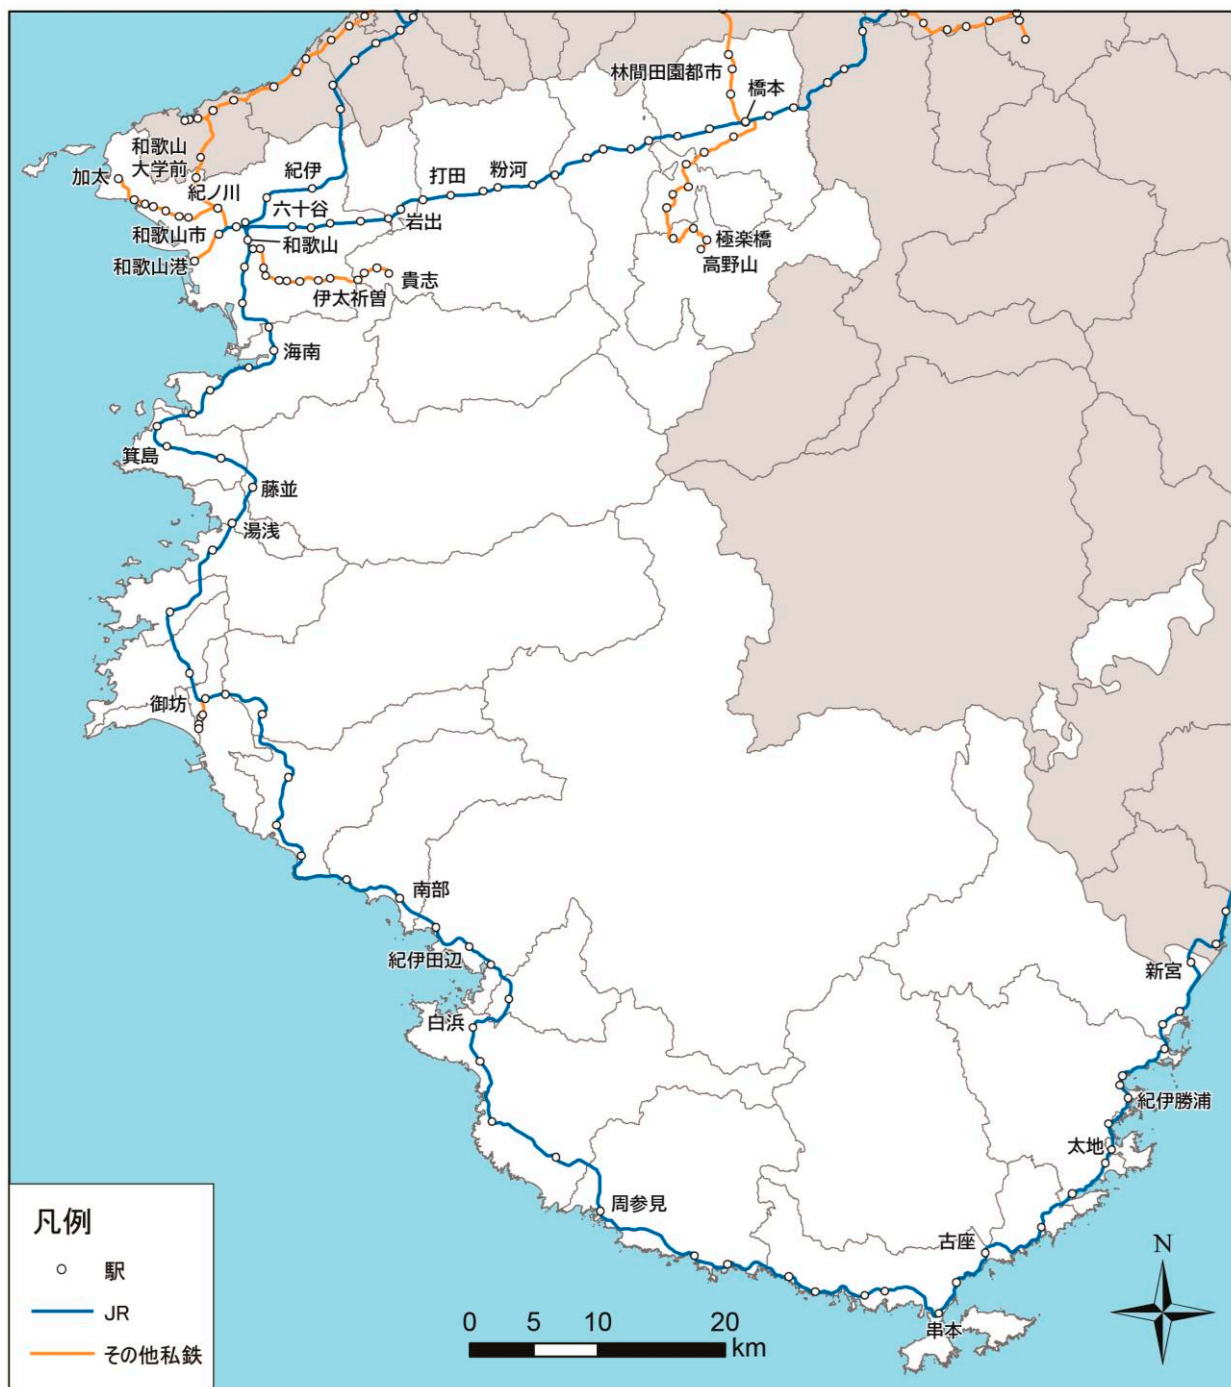 林間田園都市
橋本
和歌山
大学前
加太
紀ノ川
紀伊
打田
粉河
六十谷
岩出
和歌山市
和歌山
和歌山港
極楽橋
高野山
貴志
伊太祈曽
海南
箕島
藤並
湯浅
御坊
南部
紀伊田辺
新宮
白浜
紀伊勝浦
太地
周参見
古座
串本
凡例
駅
JR
その他私鉄
0 5 10 20
km
N